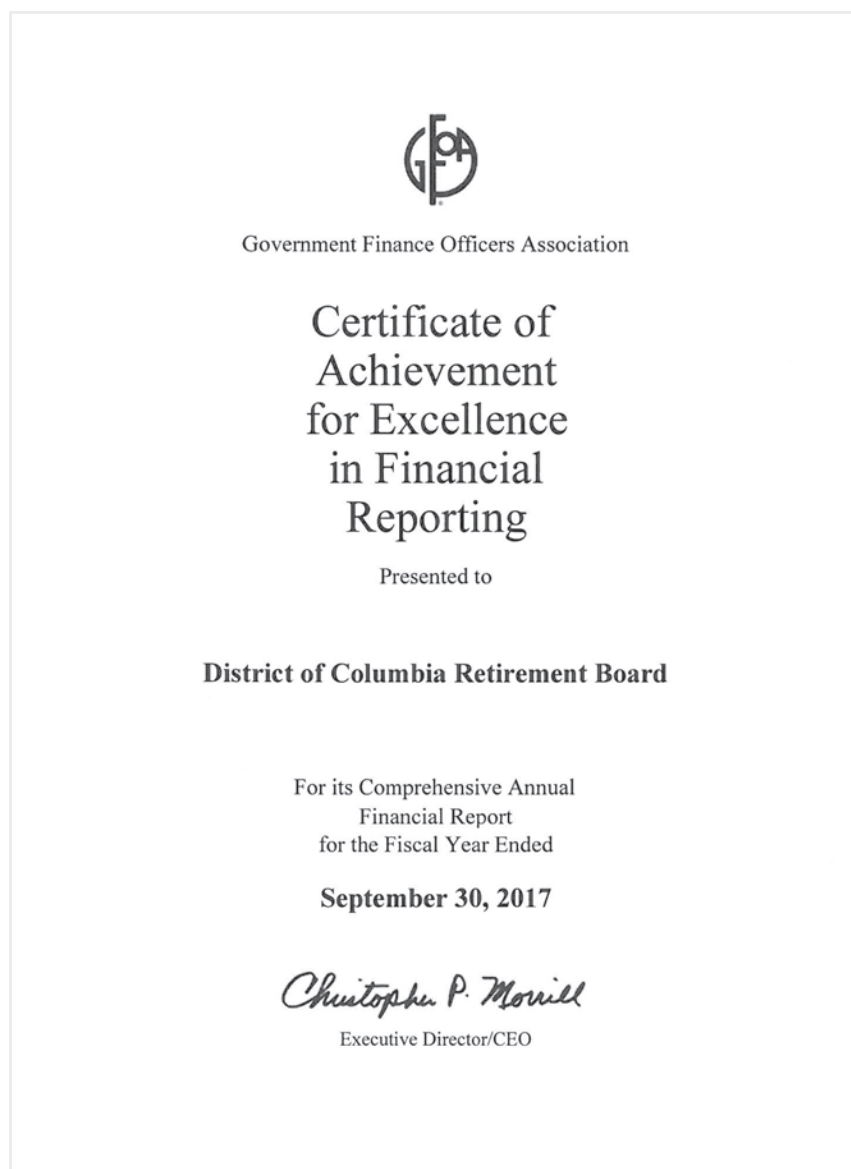 GFOA
Government Finance Officers Association
Certificate of
Achievement
for Excellence
in Financial
Reporting
Presented to
District of Columbia Retirement Board
For its Comprehensive Annual
Financial Report
for the Fiscal Year Ended
September 30, 2017
Christopher P. Morrill
Executive Director/CEO